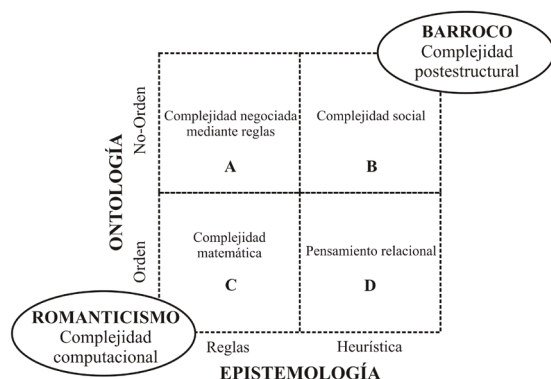 BARROCO
Complejidad
postestructural
ONTOLOGÍA
No-Orden
Orden
Complejidad negociada
mediante reglas
A
Complejidad social
B
Complejidad
matemática
C
Pensamiento relacional
D
ROMANTICISMO
Complejidad
computacional
Reglas
Heurística
EPISTEMOLOGÍA